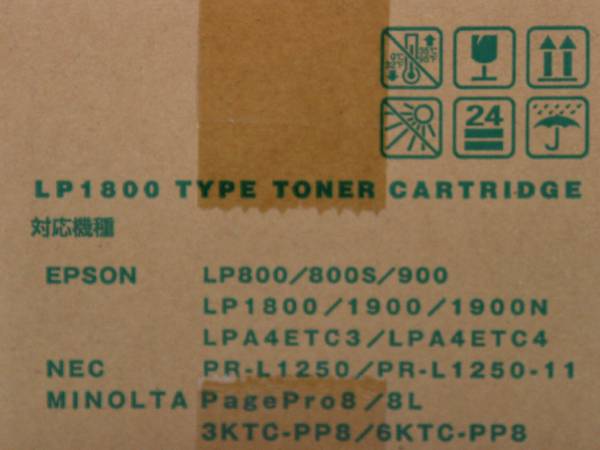 24
LP1800 TYPE TONER CARTRIDGE
対応機種
EPSON LP800/800S/900
LP1800/1900/1900N
LPA4ETC3/LPA4ETC4
NEC PR-L1250/PR-L1250-11
MINOLTA PagePro8/8L
3KTC-PP8/6KTC-PP8